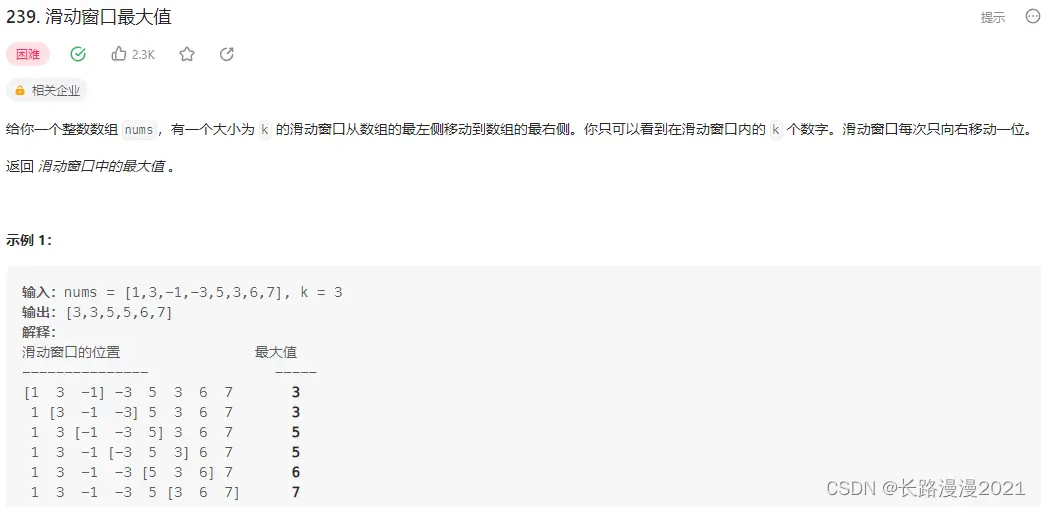 239. 滑动窗口最大值 提示
困难 2.3K
相关企业
给你一个整数数组 nums，有一个大小为 k 的滑动窗口从数组的最左侧移动到数组的最右侧。你只可以看到在滑动窗口内的 k 个数字。滑动窗口每次只向右移动一位。
返回 滑动窗口中的最大值 。
示例 1：
输入：nums = [1,3,-1,-3,5,3,6,7], k = 3
输出：[3,3,5,5,6,7]
解释：
滑动窗口的位置 最大值
--------------- -----
[1 3 -1] -3 5 3 6 7 3
1 [3 -1 -3] 5 3 6 7 3
1 3 [-1 -3 5] 3 6 7 5
1 3 -1 [-3 5 3] 6 7 5
1 3 -1 -3 [5 3 6] 7 6
1 3 -1 -3 5 [3 6 7] 7
CSDN @长路漫漫2021